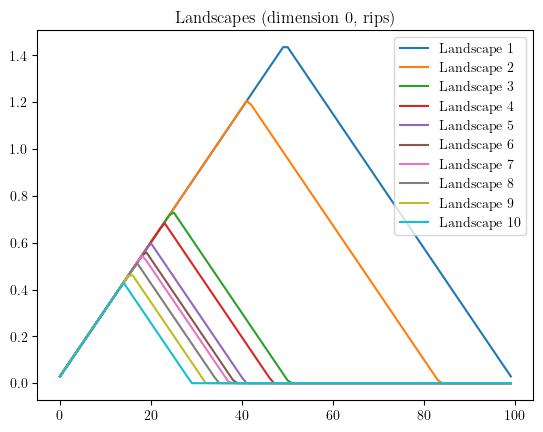 Landscapes (dimension 0, rips)
1.4
1.2
1.0
0.8
0.6
0.4
0.2
0.0
0 20 40 60 80 100
Landscape 1
Landscape 2
Landscape 3
Landscape 4
Landscape 5
Landscape 6
Landscape 7
Landscape 8
Landscape 9
Landscape 10